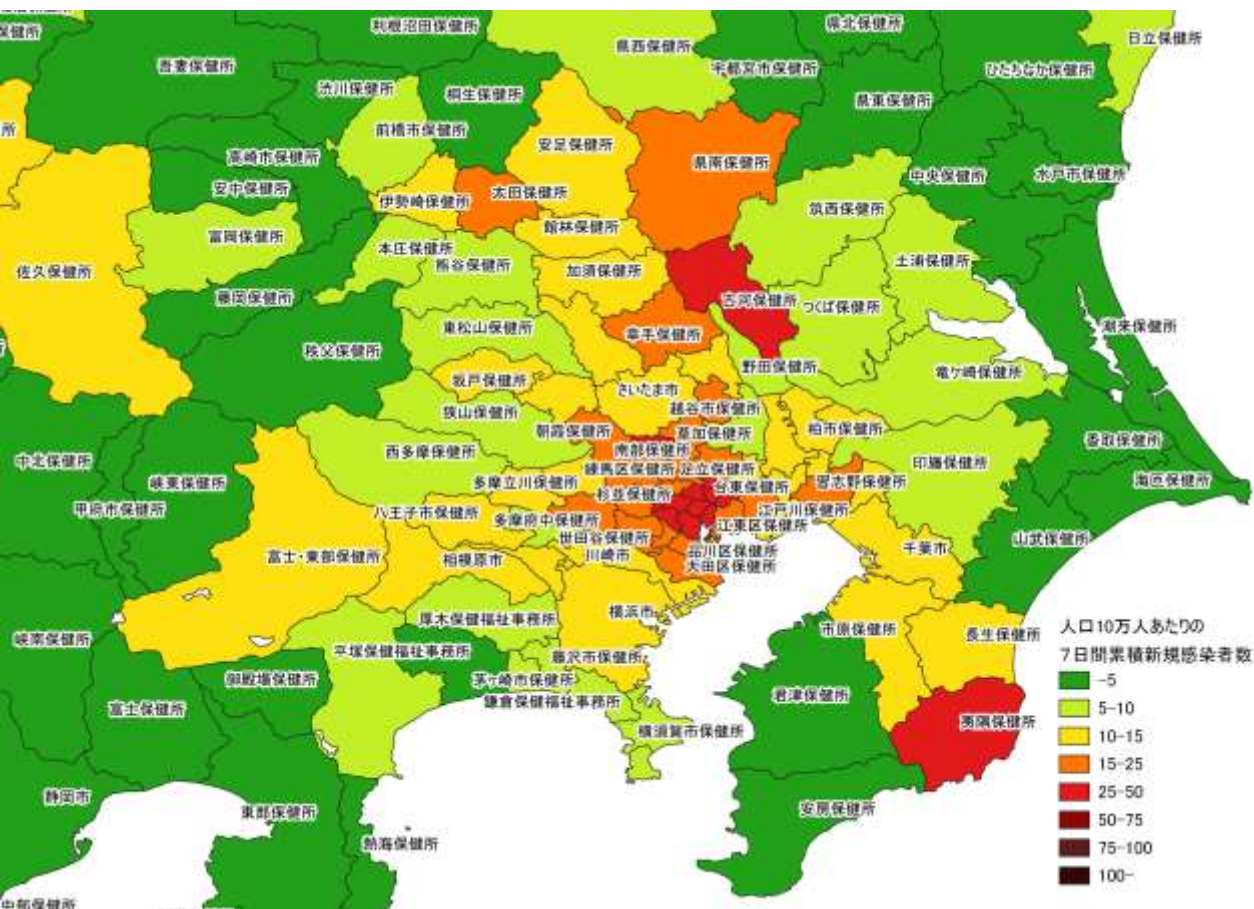 利根沼田保健所
県北保健所
県西保健所
日立保健所
吾妻保健所
宇都宮市保健所
ひたちなか保健所
渋川保健所
桐生保健所
県東保健所
所
前橋市保健所
安足保健所
高崎市保健所
県南保健所
安中保健所
太田保健所
中央保健所
水戸市保健所
伊勢崎保健所
筑西保健所
館林保健所
富岡保健所
本庄保健所
熊谷保健所
加須保健所
土浦保健所
佐久保健所
藤岡保健所
古河保健所
つくば保健所
東松山保健所
幸手保健所
潮来保健所
秩父保健所
野田保健所
竜ケ崎保健所
坂戸保健所
さいたま市
狭山保健所
越谷市保健所
朝霞保健所
草加保健所
柏市保健所
香取保健所
西多摩保健所
南部保健所
中北保健所
練馬区保健所
足立保健所
印旛保健所
峡東保健所
多摩立川保健所
台東保健所
習志野保健所
海匝保健所
杉並保健所
甲府市保健所
八王子市保健所
多摩府中保健所
江戸川保健所
江東区保健所
世田谷保健所
山武保健所
富士・東部保健所
相模原市
川崎市
品川区保健所
大田区保健所
千葉市
厚木保健福祉事務所
横浜市
市原保健所
長生保健所
峡南保健所
平塚保健福祉事務所
藤沢市保健所
御殿場保健所
茅ヶ崎市保健所
君津保健所
富士保健所
鎌倉保健福祉事務所
横須賀市保健所
夷隅保健所
静岡市
東部保健所
安房保健所
熱海保健所
中部保健所
人口10万人あたりの
7日間累積新規感染者数
-5
5-10
10-15
15-25
25-50
50-75
75-100
100-